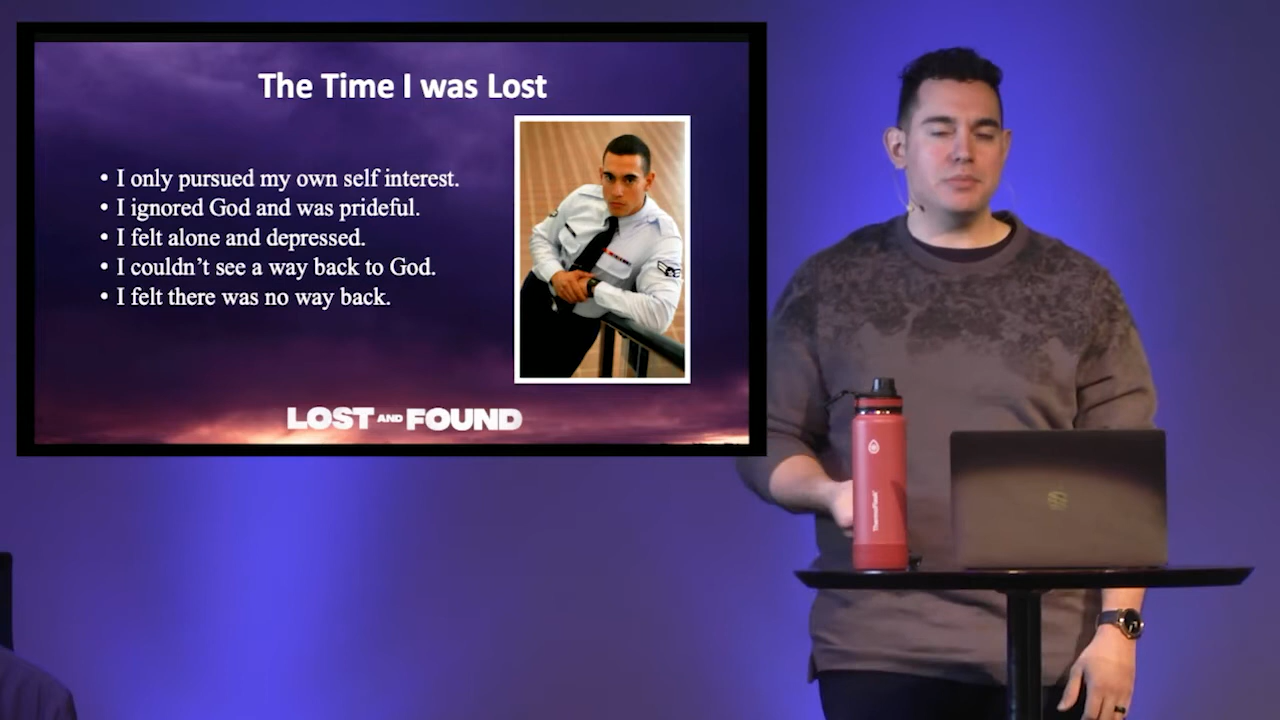 The Time I was Lost
• I only pursued my own self interest.
• I ignored God and was prideful.
• I felt alone and depressed.
• I couldn't see a way back to God.
• I felt there was no way back.
LOST AND FOUND
ThermoFlask